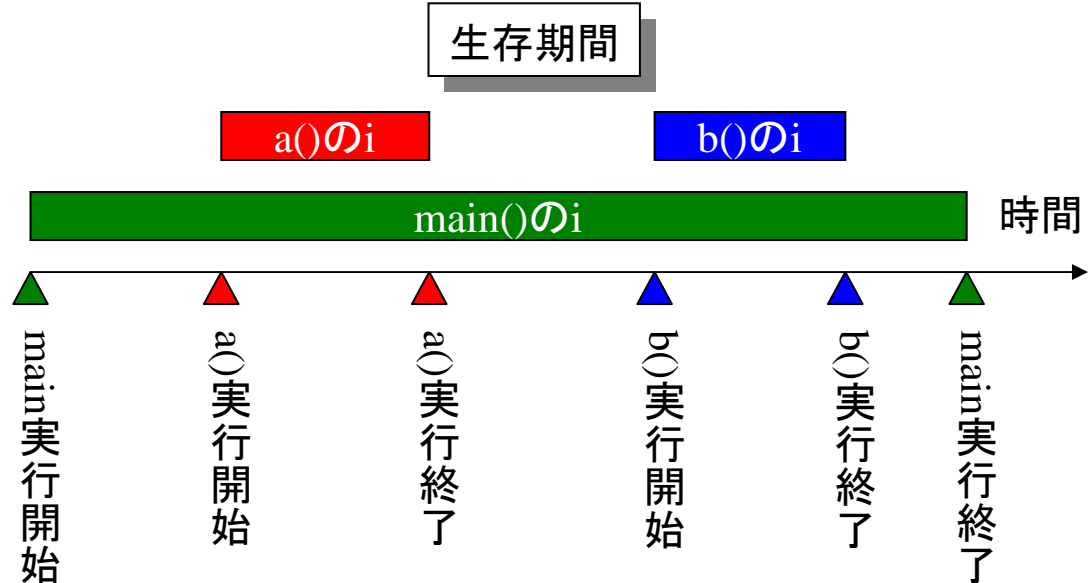 生存期間
a()のi
b()のi
main()のi
時間
main実行開始
a()実行開始
a()実行終了
b()実行開始
b()実行終了
main実行終了